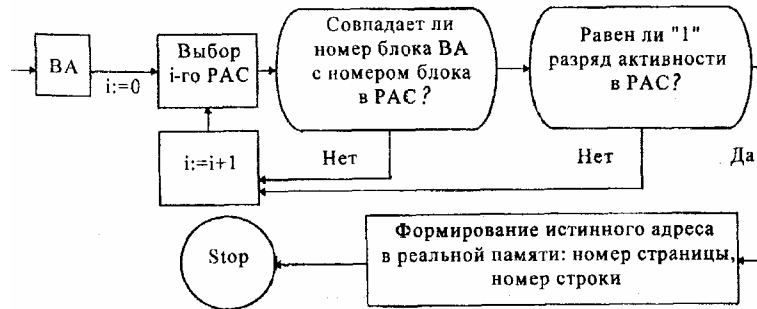 ВА
i:=0
Выбор
i-го РАС
Совпадает ли
номер блока ВА
с номером блока
в РАС?
Равен ли "1"
разряд активности
в РАС?
i:=i+1
Нет
Нет
Да
Stop
Формирование истинного адреса
в реальной памяти: номер страницы,
номер строки